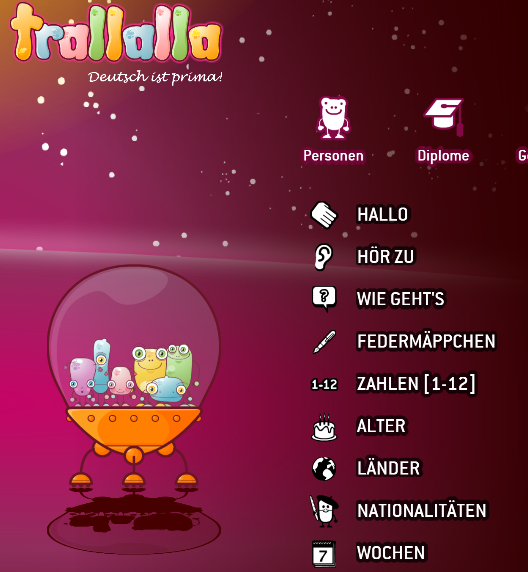 trallalla
Deutsch ist prima!
Personen
Diplome
HALLO
HÖR ZU
?
WIE GEHT'S
FEDERMÄPPCHEN
1-12
ZAHLEN [1-12]
ALTER
LÄNDER
NATIONALITÄTEN
7
WOCHEN